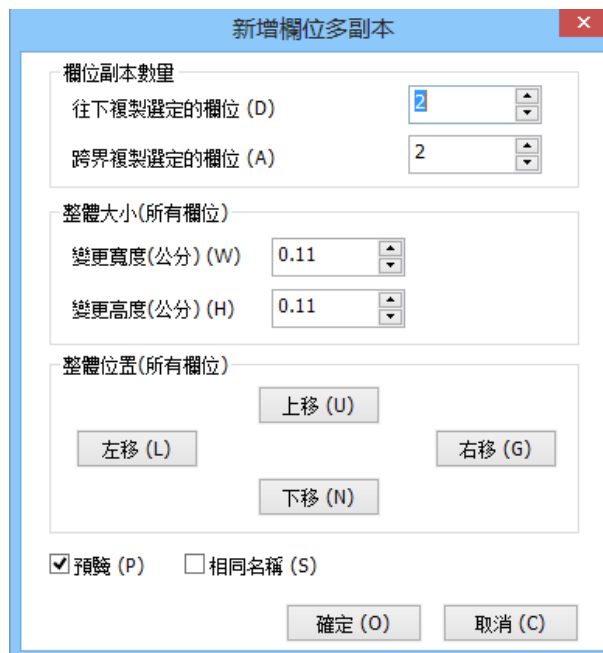 新增欄位多副本
欄位副本數量
往下複製選定的欄位 (D)
2
跨界複製選定的欄位 (A)
2
整體大小(所有欄位)
變更寬度(公分) (W)
0.11
變更高度(公分) (H)
0.11
整體位置(所有欄位)
上移 (U)
左移 (L)
右移 (G)
下移 (N)
預覽 (P)
相同名稱 (S)
確定 (O)
取消 (C)